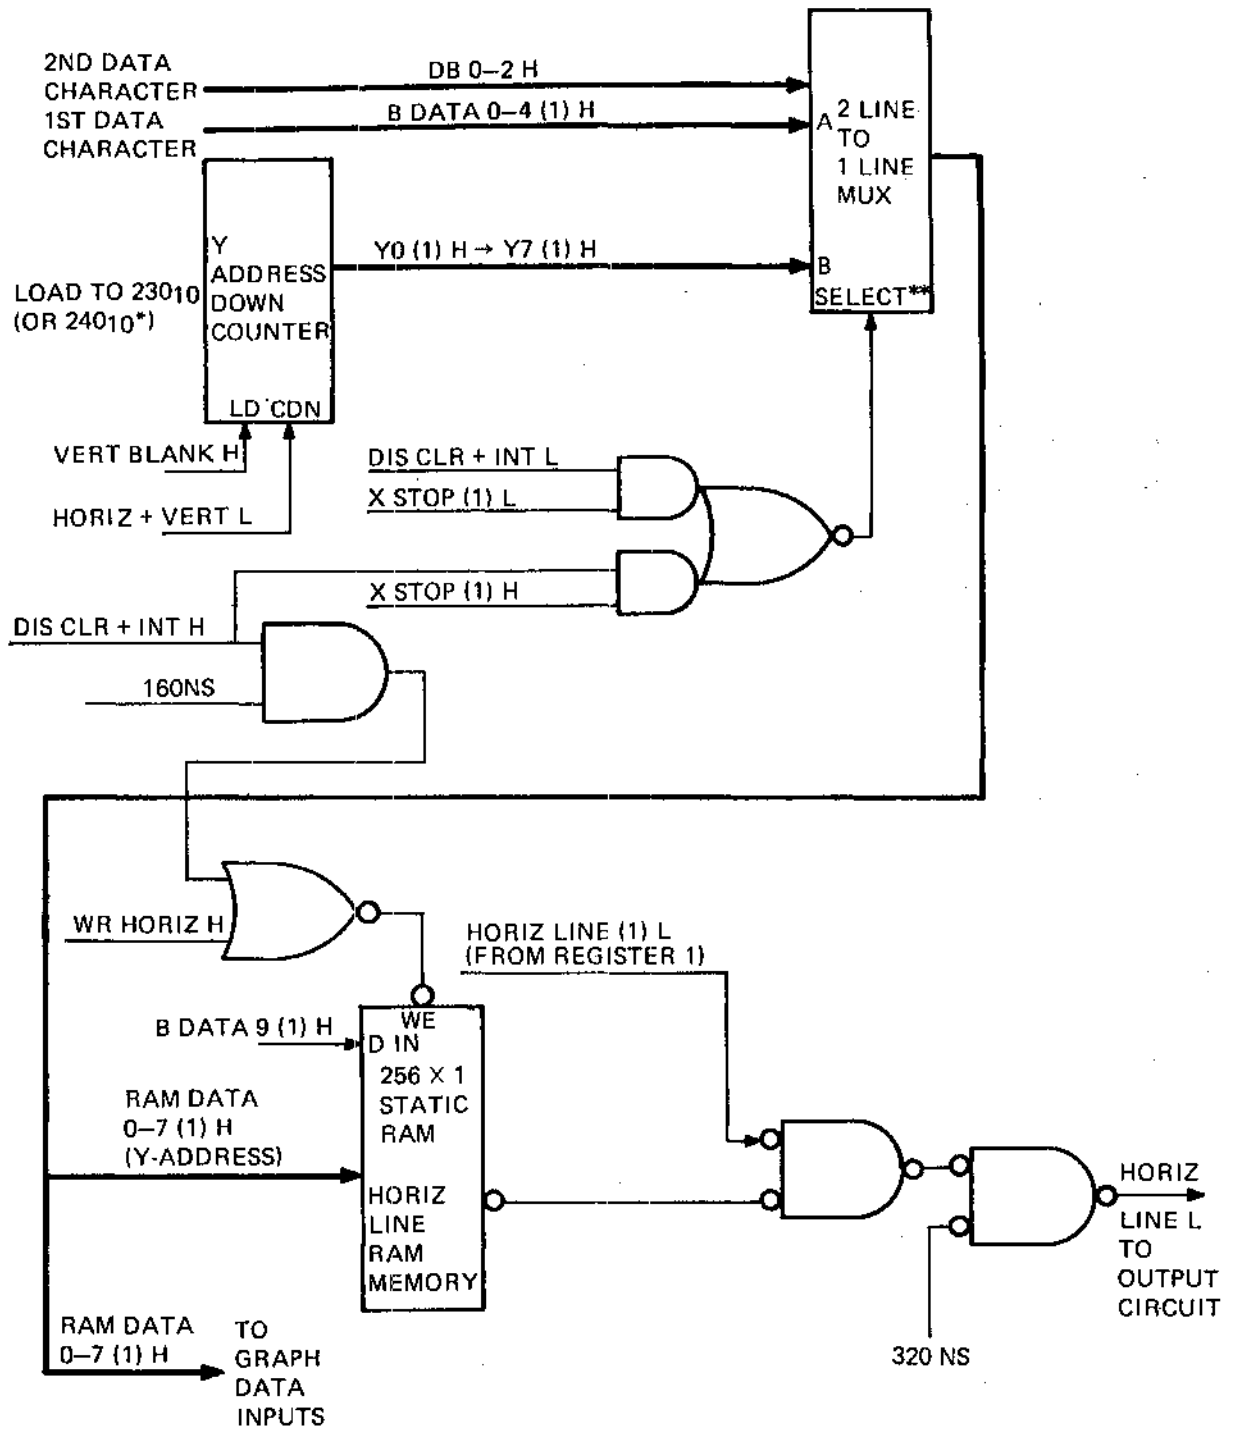 2ND DATA
CHARACTER
DB 0–2 H
1ST DATA
CHARACTER
B DATA 0–4 (1) H
A
2 LINE
TO
1 LINE
MUX
B
SELECT**
Y
ADDRESS
DOWN
COUNTER
LD CDN
Y0 (1) H → Y7 (1) H
LOAD TO 23010
(OR 24010*)
VERT BLANK H
HORIZ + VERT L
DIS CLR + INT L
X STOP (1) L
X STOP (1) H
DIS CLR + INT H
160NS
WR HORIZ H
HORIZ LINE (1) L
(FROM REGISTER 1)
WE
B DATA 9 (1) H
D IN
256 X 1
STATIC
RAM
RAM DATA
0–7 (1) H
(Y-ADDRESS)
HORIZ
LINE
RAM
MEMORY
HORIZ
LINE L
TO
OUTPUT
CIRCUIT
320 NS
RAM DATA
0–7 (1) H
TO
GRAPH
DATA
INPUTS